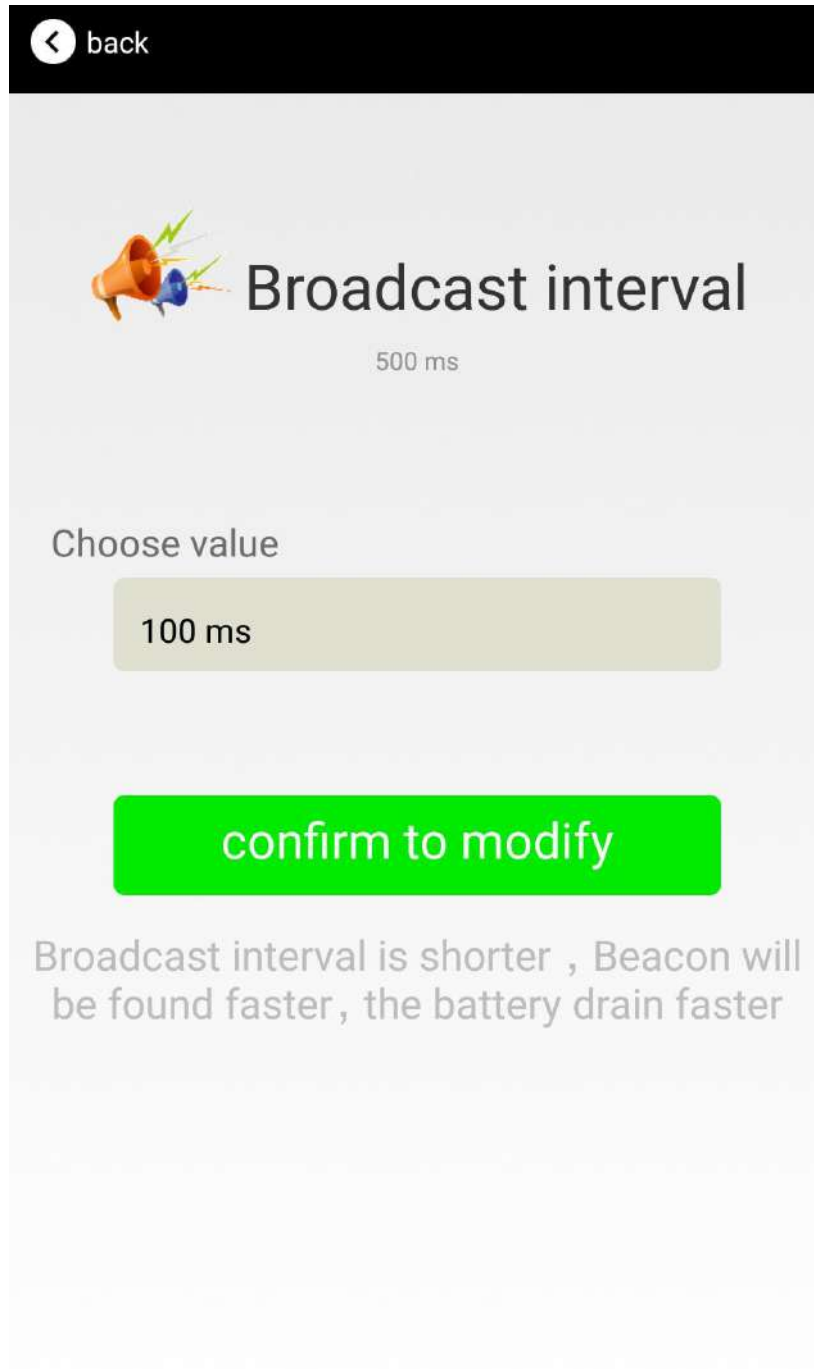 back
Broadcast interval
500 ms
Choose value
100 ms
confirm to modify
Broadcast interval is shorter , Beacon will
be found faster, the battery drain faster